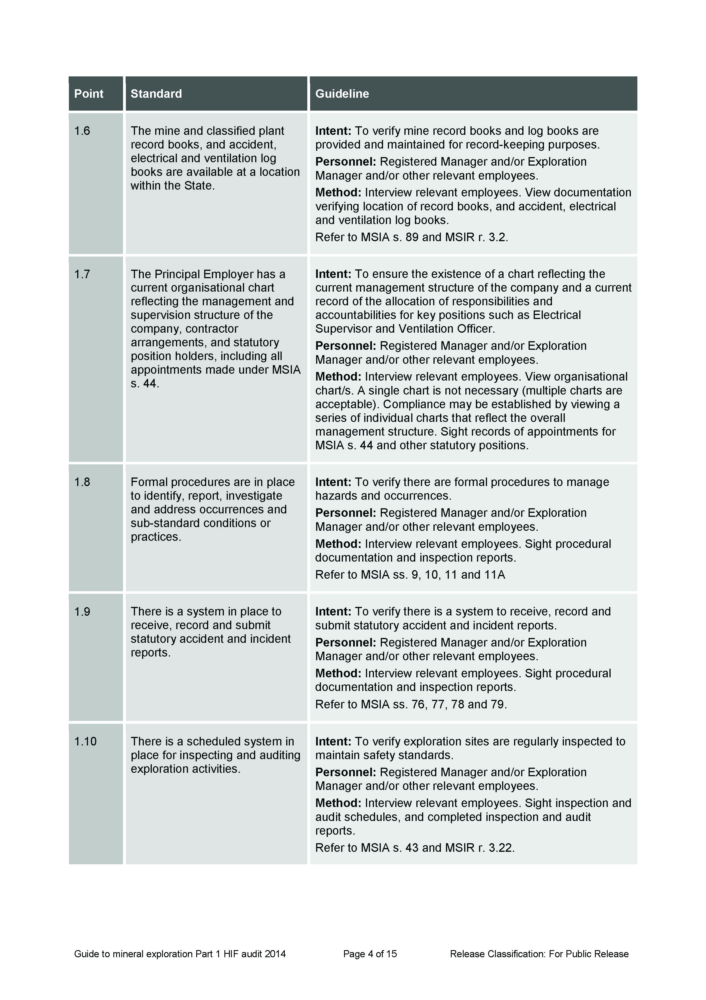 Point
Standard
Guideline
1.6
The mine and classified plant
record books, and accident,
electrical and ventilation log
books are available at a location
within the State.
Intent: To verify mine record books and log books are
provided and maintained for record-keeping purposes.
Personnel: Registered Manager and/or Exploration
Manager and/or other relevant employees.
Method: Interview relevant employees. View documentation
verifying location of record books, and accident, electrical
and ventilation log books.
Refer to MSIA s. 89 and MSIR r. 3.2.
1.7
The Principal Employer has a
current organisational chart
reflecting the management and
supervision structure of the
company, contractor
arrangements, and statutory
position holders, including all
appointments made under MSIA
s. 44.
Intent: To ensure the existence of a chart reflecting the
current management structure of the company and a current
record of the allocation of responsibilities and
accountabilities for key positions such as Electrical
Supervisor and Ventilation Officer.
Personnel: Registered Manager and/or Exploration
Manager and/or other relevant employees.
Method: Interview relevant employees. View organisational
chart/s. A single chart is not necessary (multiple charts are
acceptable). Compliance may be established by viewing a
series of individual charts that reflect the overall
management structure. Sight records of appointments for
MSIA s. 44 and other statutory positions.
1.8
Formal procedures are in place
to identify, report, investigate
and address occurrences and
sub-standard conditions or
practices.
Intent: To verify there are formal procedures to manage
hazards and occurrences.
Personnel: Registered Manager and/or Exploration
Manager and/or other relevant employees.
Method: Interview relevant employees. Sight procedural
documentation and inspection reports.
Refer to MSIA ss. 9, 10, 11 and 11A
1.9
There is a system in place to
receive, record and submit
statutory accident and incident
reports.
Intent: To verify there is a system to receive, record and
submit statutory accident and incident reports.
Personnel: Registered Manager and/or Exploration
Manager and/or other relevant employees.
Method: Interview relevant employees. Sight procedural
documentation and inspection reports.
Refer to MSIA ss. 76, 77, 78 and 79.
1.10
There is a scheduled system in
place for inspecting and auditing
exploration activities.
Intent: To verify exploration sites are regularly inspected to
maintain safety standards.
Personnel: Registered Manager and/or Exploration
Manager and/or other relevant employees.
Method: Interview relevant employees. Sight inspection and
audit schedules, and completed inspection and audit
reports.
Refer to MSIA s. 43 and MSIR r. 3.22.
Guide to mineral exploration Part 1 HIF audit 2014
Page 4 of 15
Release Classification: For Public Release